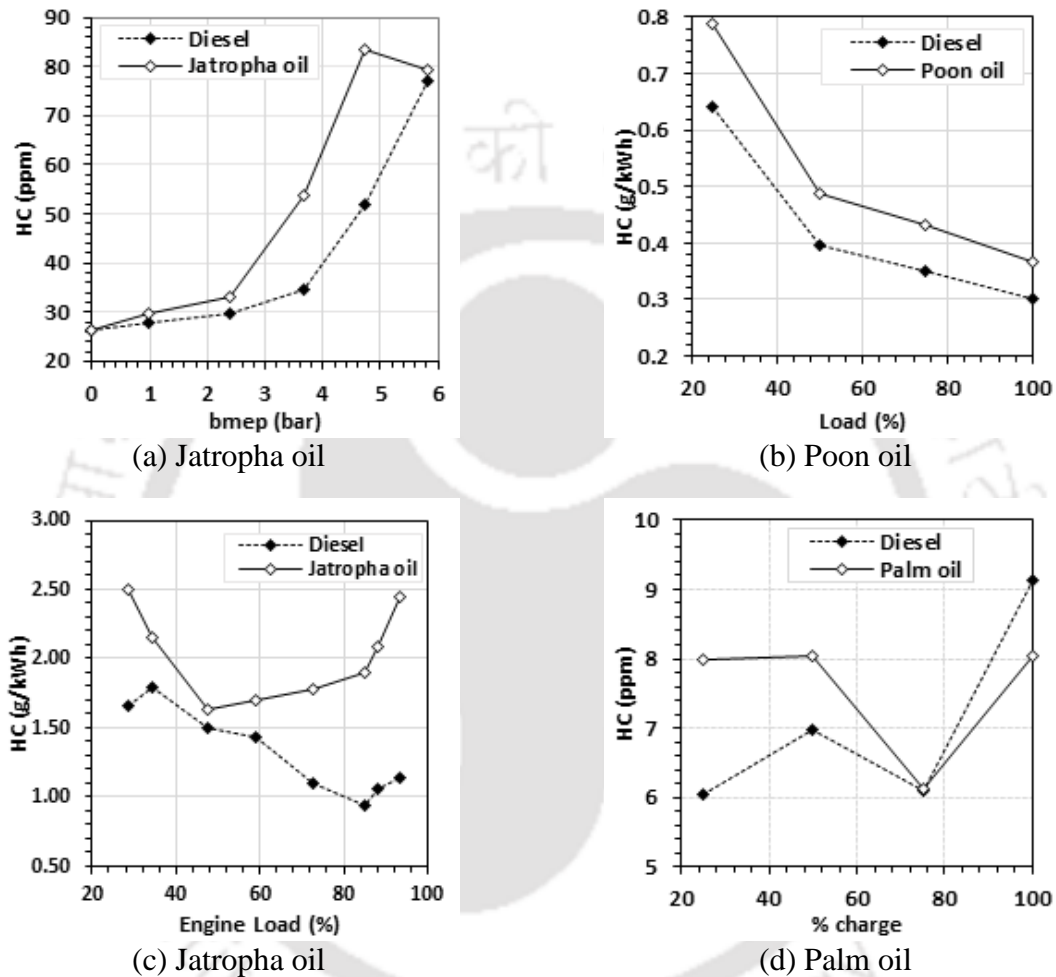 90
80
70
60
50
40
30
20
HC (ppm)
Diesel
Jatropha oil
0 1 2 3 4 5 6
bmep (bar)
(a) Jatropha oil
0.8
0.7
0.6
0.5
0.4
0.3
0.2
HC (g/kWh)
Diesel
Poon oil
20 40 60 80 100
Load (%)
(b) Poon oil
3.00
2.50
2.00
1.50
1.00
0.50
HC (g/kWh)
Diesel
Jatropha oil
20 40 60 80 100
Engine Load (%)
(c) Jatropha oil
10
9
8
7
6
5
HC (ppm)
Diesel
Palm oil
20 40 60 80 100
% charge
(d) Palm oil